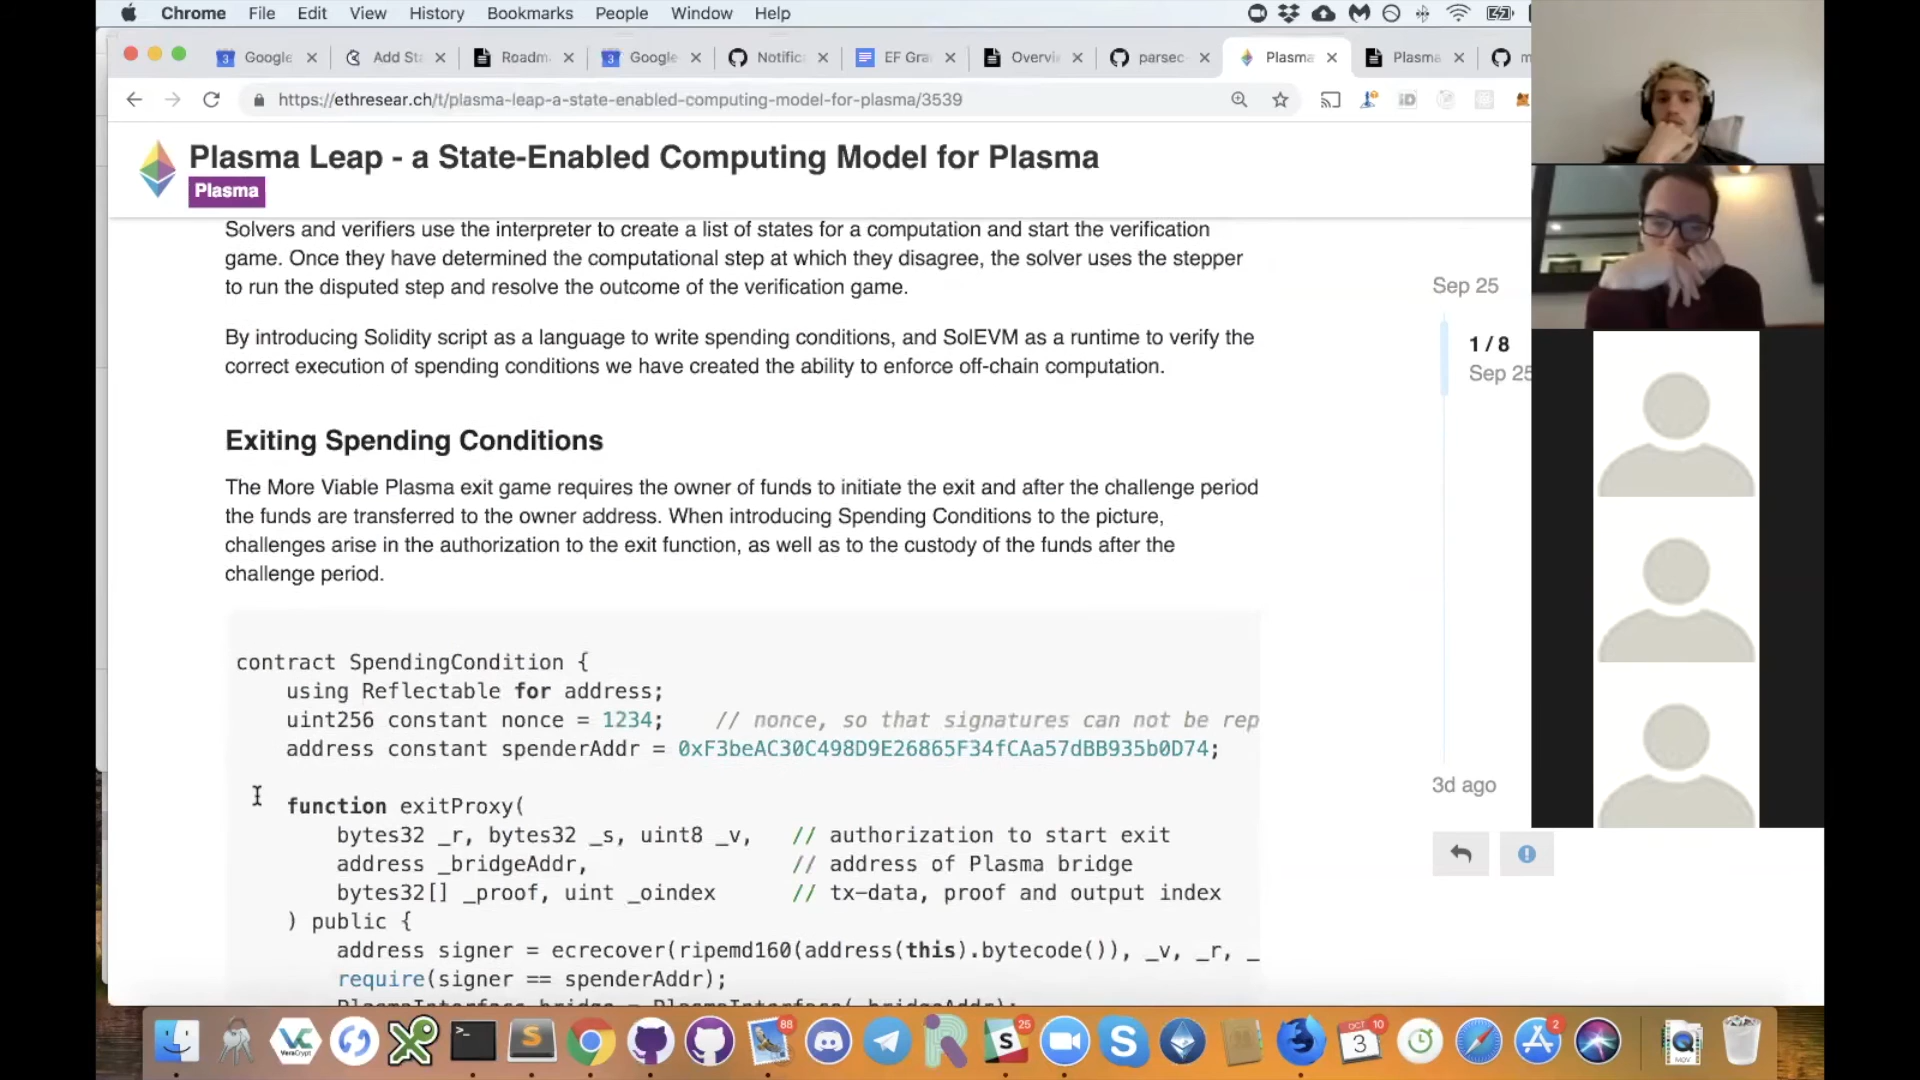 Chrome File Edit View History Bookmarks People Window Help
Google Add St Roadm Google Notific EF Gra Overvi parsec Plasma Plasma m
https://ethresear.ch/t/plasma-leap-a-state-enabled-computing-model-for-plasma/3539
Plasma Leap - a State-Enabled Computing Model for Plasma
Plasma
Solvers and verifiers use the interpreter to create a list of states for a computation and start the verification
game. Once they have determined the computational step at which they disagree, the solver uses the stepper
to run the disputed step and resolve the outcome of the verification game.
By introducing Solidity script as a language to write spending conditions, and SolEVM as a runtime to verify the
correct execution of spending conditions we have created the ability to enforce off-chain computation.
Exiting Spending Conditions
The More Viable Plasma exit game requires the owner of funds to initiate the exit and after the challenge period
the funds are transferred to the owner address. When introducing Spending Conditions to the picture,
challenges arise in the authorization to the exit function, as well as to the custody of the funds after the
challenge period.
contract SpendingCondition {
using Reflectable for address;
uint256 constant nonce = 1234; // nonce, so that signatures can not be rep
address constant spenderAddr = 0xF3beAC30C498D9E26865F34fCAa57dBB935b0D74;
function exitProxy(
bytes32 _r, bytes32 _s, uint8 _v, // authorization to start exit
address _bridgeAddr, // address of Plasma bridge
bytes32[] _proof, uint _oindex // tx-data, proof and output index
) public {
address signer = ecrecover(ripemd160(address(this).bytecode()), _v, _r, _
require(signer == spenderAddr);
PlasmaInterface bridge = PlasmaInterface(_bridgeAddr);
Sep 25
1 / 8
Sep 25
3d ago
VeraCrypt
88
25
OCT 10
3
2